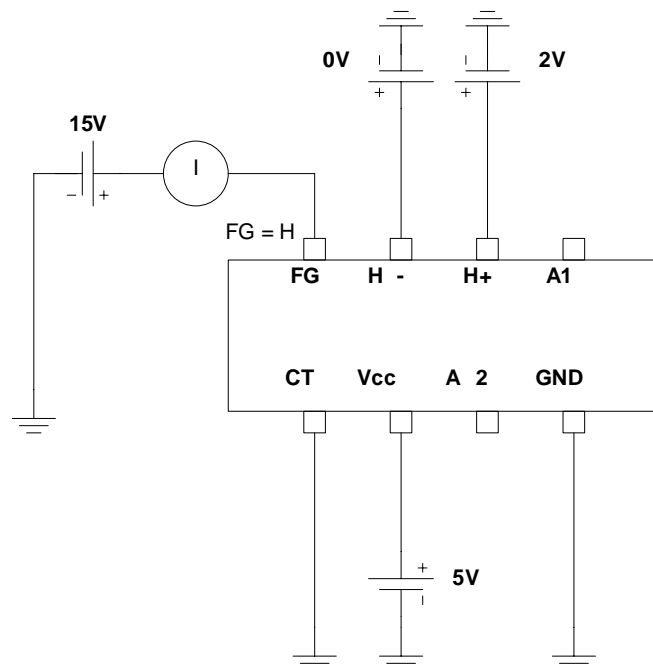 0V
2V
15V
I
FG = H
FG H - H+ A1
CT Vcc A 2 GND
5V